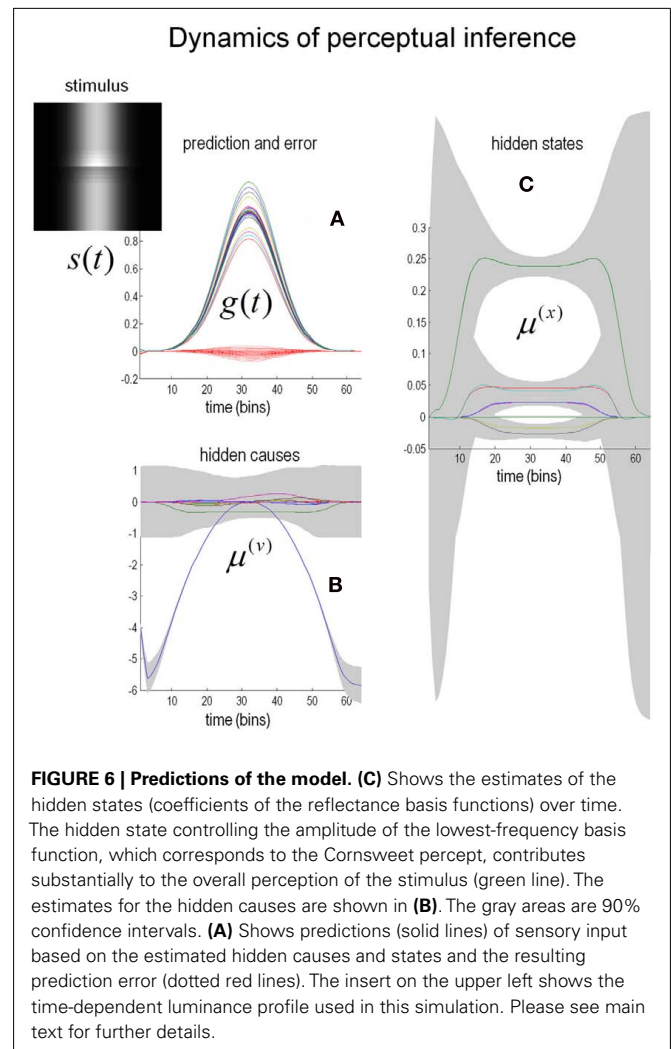 Dynamics of perceptual inference
stimulus
s(t)
prediction and error
A
0.8
0.6
0.4
0.2
0
-0.2
g(t)
10 20 30 40 50 60
time (bins)
hidden causes
1
0
-1
-2
-3
-4
-5
-6
μ(v)
B
10 20 30 40 50 60
time (bins)
hidden states
C
0.3
0.25
0.2
0.15
0.1
0.05
0
-0.05
μ(x)
10 20 30 40 50 60
time (bins)
FIGURE 6 | Predictions of the model. (C) Shows the estimates of the
hidden states (coefficients of the reflectance basis functions) over time.
The hidden state controlling the amplitude of the lowest-frequency basis
function, which corresponds to the Cornsweet percept, contributes
substantially to the overall perception of the stimulus (green line). The
estimates for the hidden causes are shown in (B). The gray areas are 90%
confidence intervals. (A) Shows predictions (solid lines) of sensory input
based on the estimated hidden causes and states and the resulting
prediction error (dotted red lines). The insert on the upper left shows the
time-dependent luminance profile used in this simulation. Please see main
text for further details.